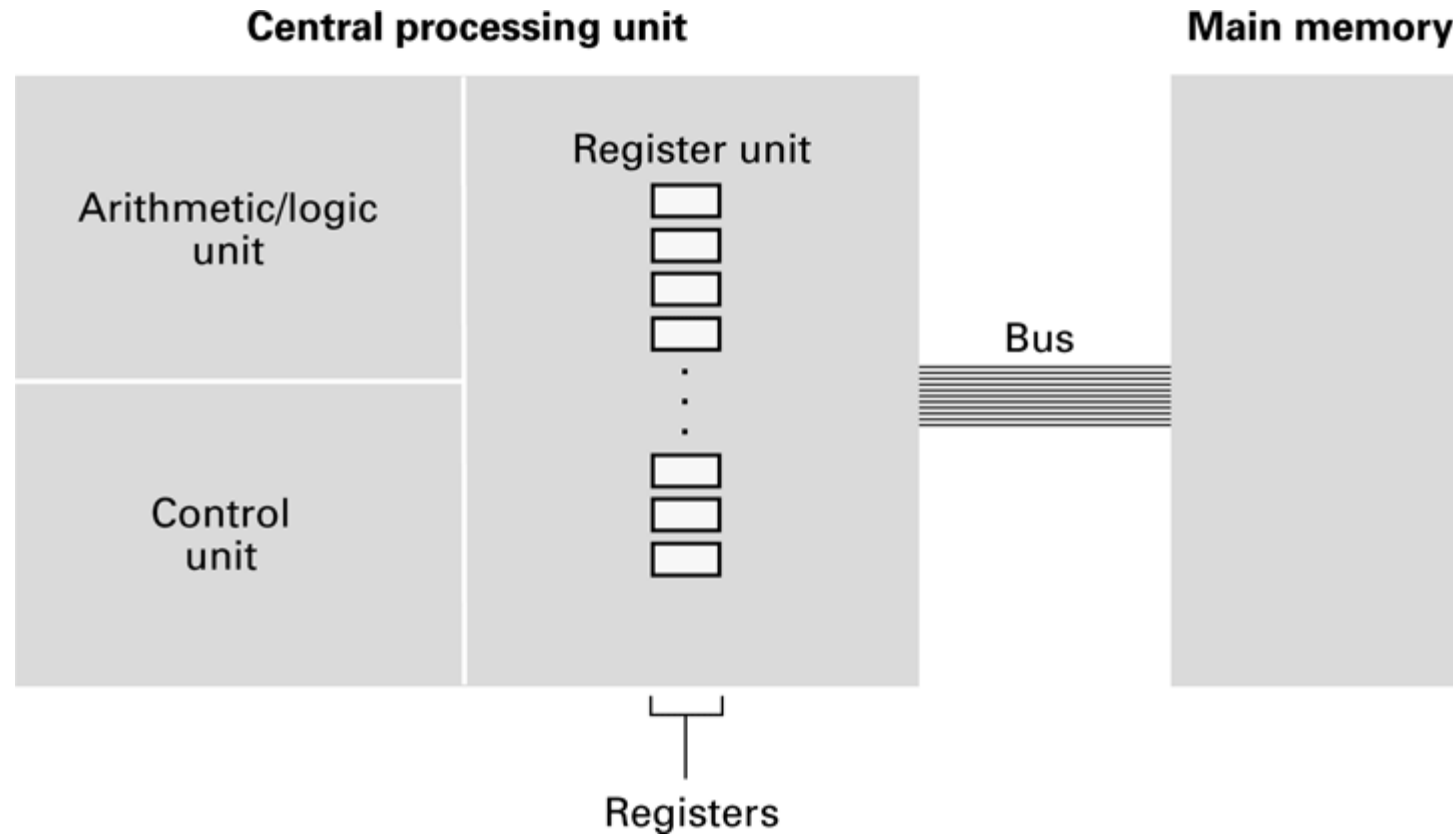 Central processing unit
Main memory
Arithmetic/logic
unit
Register unit
Bus
Control
unit
Registers